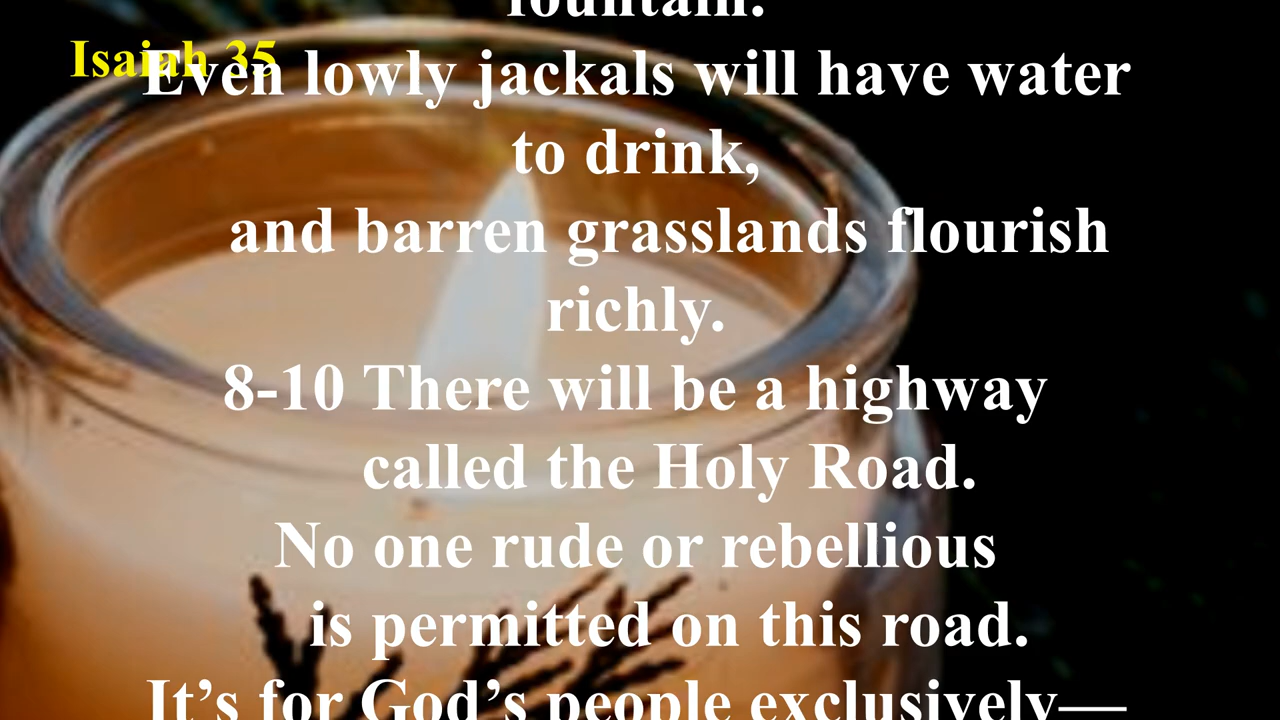 fountain.
Isaiah 35
Even lowly jackals will have water
to drink,
and barren grasslands flourish
richly.
8-10 There will be a highway
called the Holy Road.
No one rude or rebellious
is permitted on this road.
It’s for God’s people exclusively—